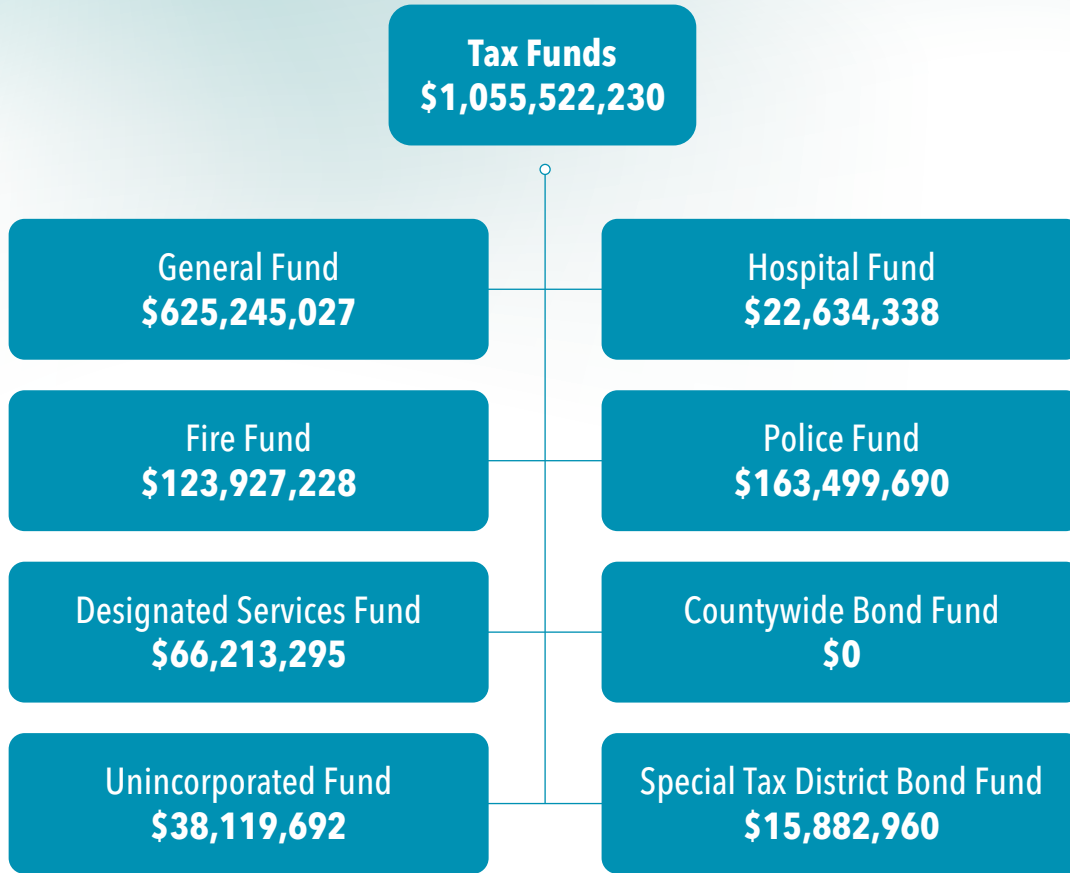 Tax Funds
$1,055,522,230
General Fund
$625,245,027
Hospital Fund
$22,634,338
Fire Fund
$123,927,228
Police Fund
$163,499,690
Designated Services Fund
$66,213,295
Countywide Bond Fund
$0
Unincorporated Fund
$38,119,692
Special Tax District Bond Fund
$15,882,960